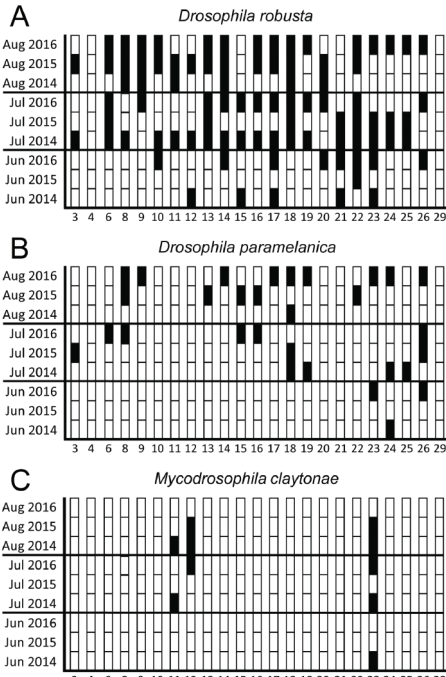 A
Drosophila robusta
Aug 2016
Aug 2015
Aug 2014
Jul 2016
Jul 2015
Jul 2014
Jun 2016
Jun 2015
Jun 2014
3 4 6 8 9 10 11 12 13 14 15 16 17 18 19 20 21 22 23 24 25 26 29
B
Drosophila paramelanica
Aug 2016
Aug 2015
Aug 2014
Jul 2016
Jul 2015
Jul 2014
Jun 2016
Jun 2015
Jun 2014
3 4 6 8 9 10 11 12 13 14 15 16 17 18 19 20 21 22 23 24 25 26 29
C
Mycodrosophila claytonae
Aug 2016
Aug 2015
Aug 2014
Jul 2016
Jul 2015
Jul 2014
Jun 2016
Jun 2015
Jun 2014